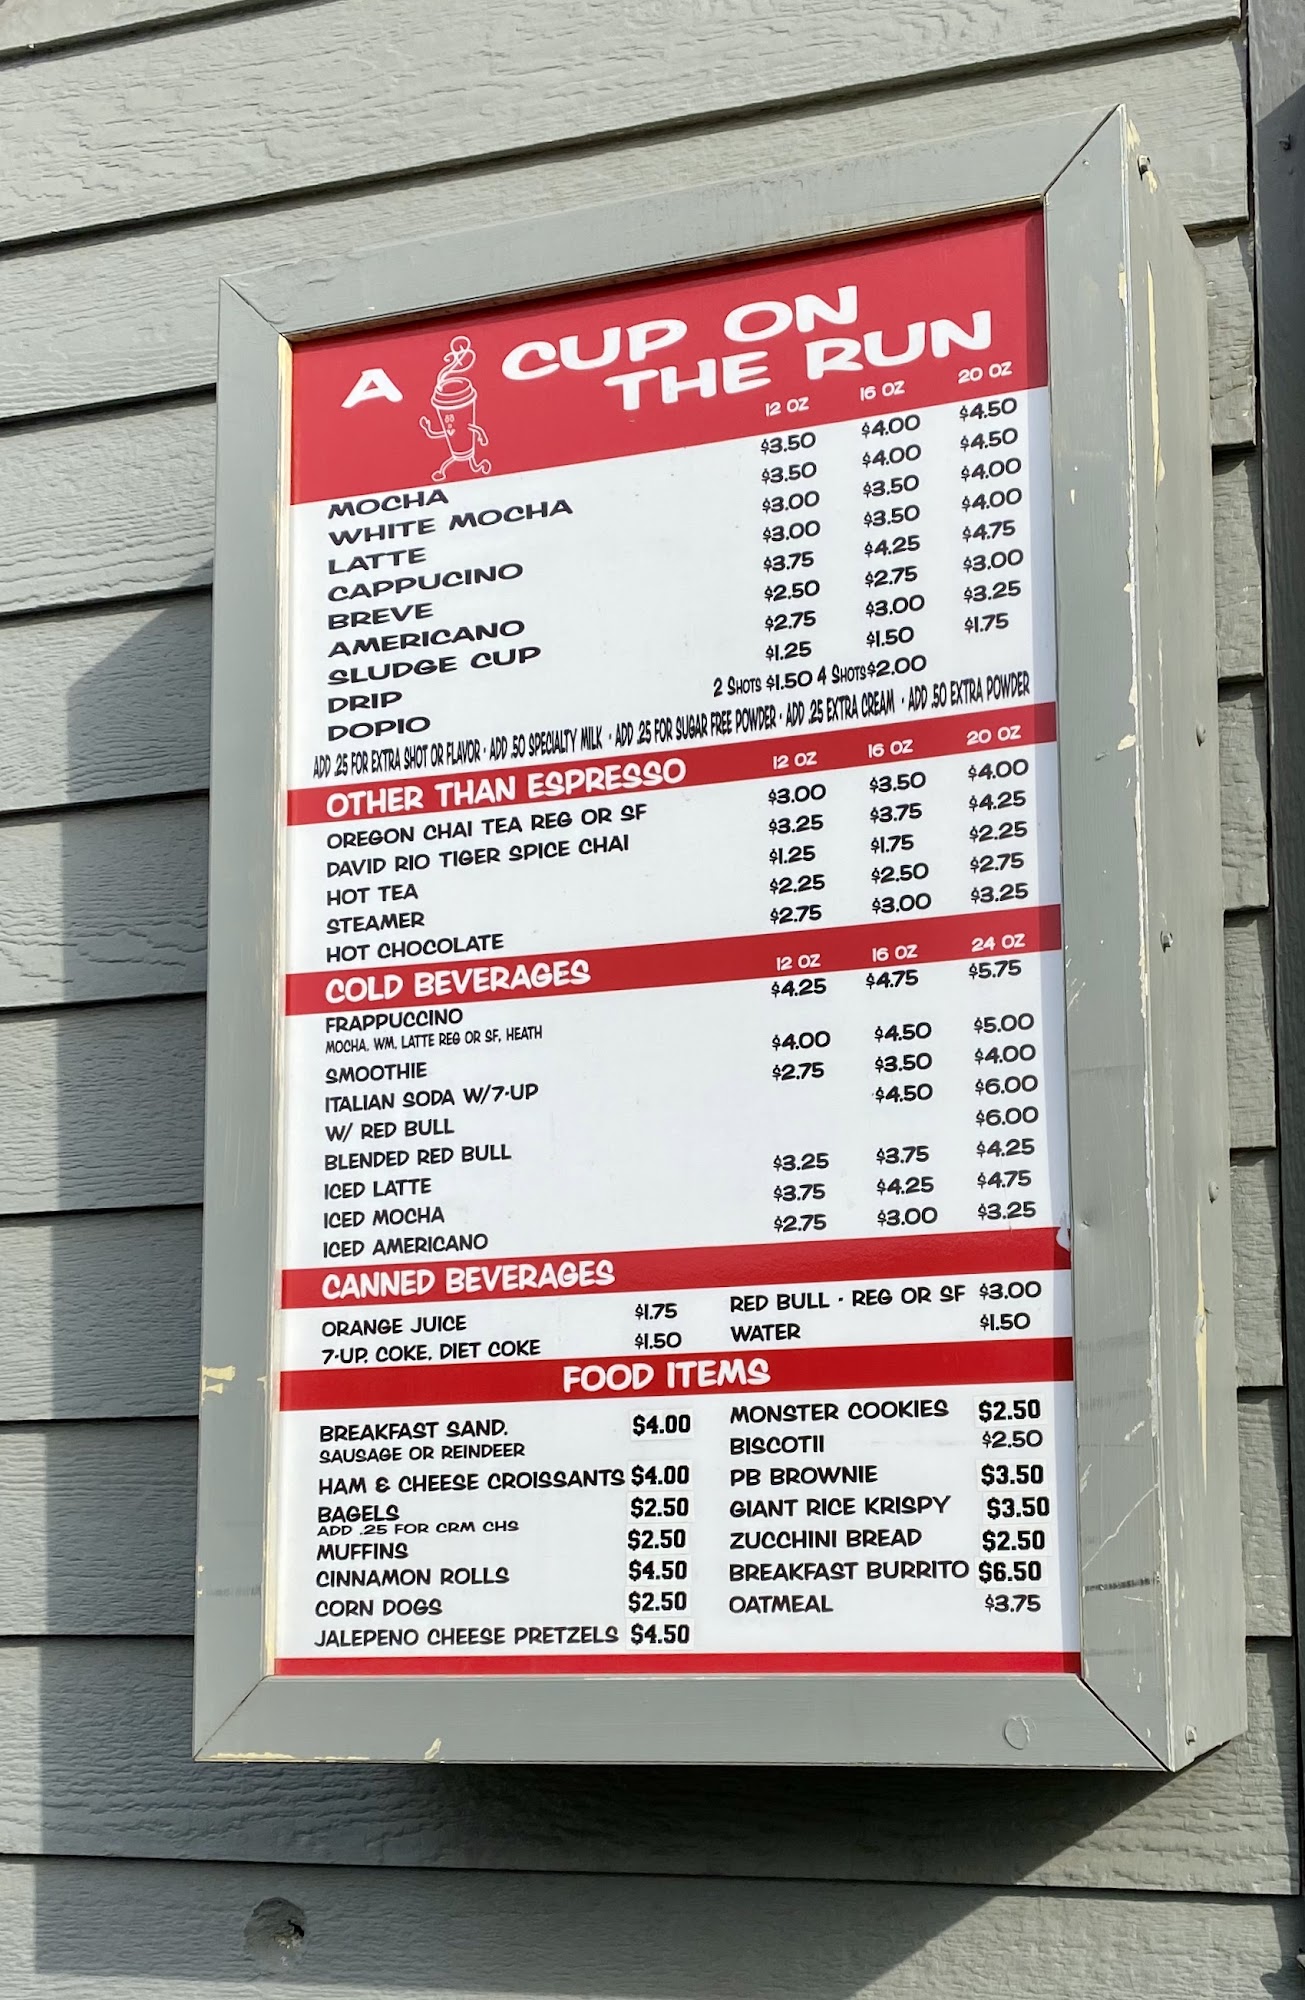 A CUP ON
THE RUN
12 OZ 16 OZ 20 OZ
MOCHA $3.50 $4.00 $4.50
WHITE MOCHA $3.50 $4.00 $4.50
LATTE $3.00 $3.50 $4.00
CAPPUCINO $3.00 $3.50 $4.00
BREVE $3.75 $4.25 $4.75
AMERICANO $2.50 $2.75 $3.00
SLUDGE CUP $2.75 $3.00 $3.25
DRIP $1.25 $1.50 $1.75
DOPIO 2 SHOTS $1.50 4 SHOTS $2.00
ADD .25 FOR EXTRA SHOT OR FLAVOR · ADD .50 SPECIALTY MILK · ADD .25 FOR SUGAR FREE POWDER · ADD .25 EXTRA CREAM · ADD .50 EXTRA POWDER
OTHER THAN ESPRESSO 12 OZ 16 OZ 20 OZ
OREGON CHAI TEA REG OR SF $3.00 $3.50 $4.00
DAVID RIO TIGER SPICE CHAI $3.25 $3.75 $4.25
HOT TEA $1.25 $1.75 $2.25
STEAMER $2.25 $2.50 $2.75
HOT CHOCOLATE $2.75 $3.00 $3.25
COLD BEVERAGES 12 OZ 16 OZ 24 OZ
FRAPPUCCINO $4.25 $4.75 $5.75
MOCHA, WM, LATTE REG OR SF, HEATH
SMOOTHIE $4.00 $4.50 $5.00
ITALIAN SODA W/7-UP $2.75 $3.50 $4.00
W/ RED BULL $4.50 $6.00
BLENDED RED BULL $6.00
ICED LATTE $3.25 $3.75 $4.25
ICED MOCHA $3.75 $4.25 $4.75
ICED AMERICANO $2.75 $3.00 $3.25
CANNED BEVERAGES
ORANGE JUICE $1.75 RED BULL - REG OR SF $3.00
7-UP, COKE, DIET COKE $1.50 WATER $1.50
FOOD ITEMS
BREAKFAST SAND. $4.00 MONSTER COOKIES $2.50
SAUSAGE OR REINDEER BISCOTII $2.50
HAM & CHEESE CROISSANTS $4.00 PB BROWNIE $3.50
BAGELS $2.50 GIANT RICE KRISPY $3.50
ADD .25 FOR CRM CHS
MUFFINS $2.50 ZUCCHINI BREAD $2.50
CINNAMON ROLLS $4.50 BREAKFAST BURRITO $6.50
CORN DOGS $2.50 OATMEAL $3.75
JALEPENO CHEESE PRETZELS $4.50